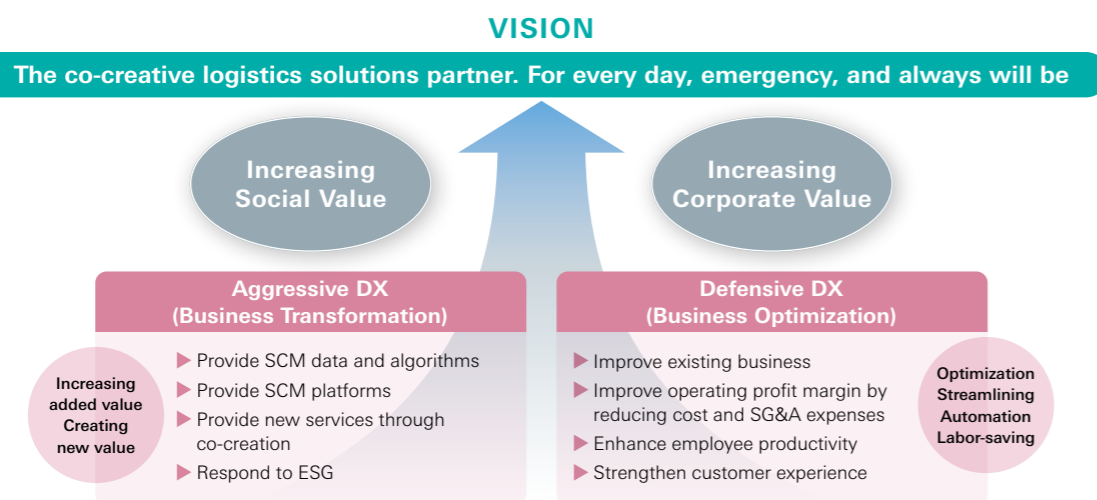 VISION
The co-creative logistics solutions partner. For every day, emergency, and always will be
Increasing
Social Value
Increasing
Corporate Value
Aggressive DX
(Business Transformation)
Increasing
added value
Creating
new value
Provide SCM data and algorithms
Provide SCM platforms
Provide new services through
co-creation
Respond to ESG
Defensive DX
(Business Optimization)
Improve existing business
Improve operating profit margin by
reducing cost and SG&A expenses
Enhance employee productivity
Strengthen customer experience
Optimization
Streamlining
Automation
Labor-saving